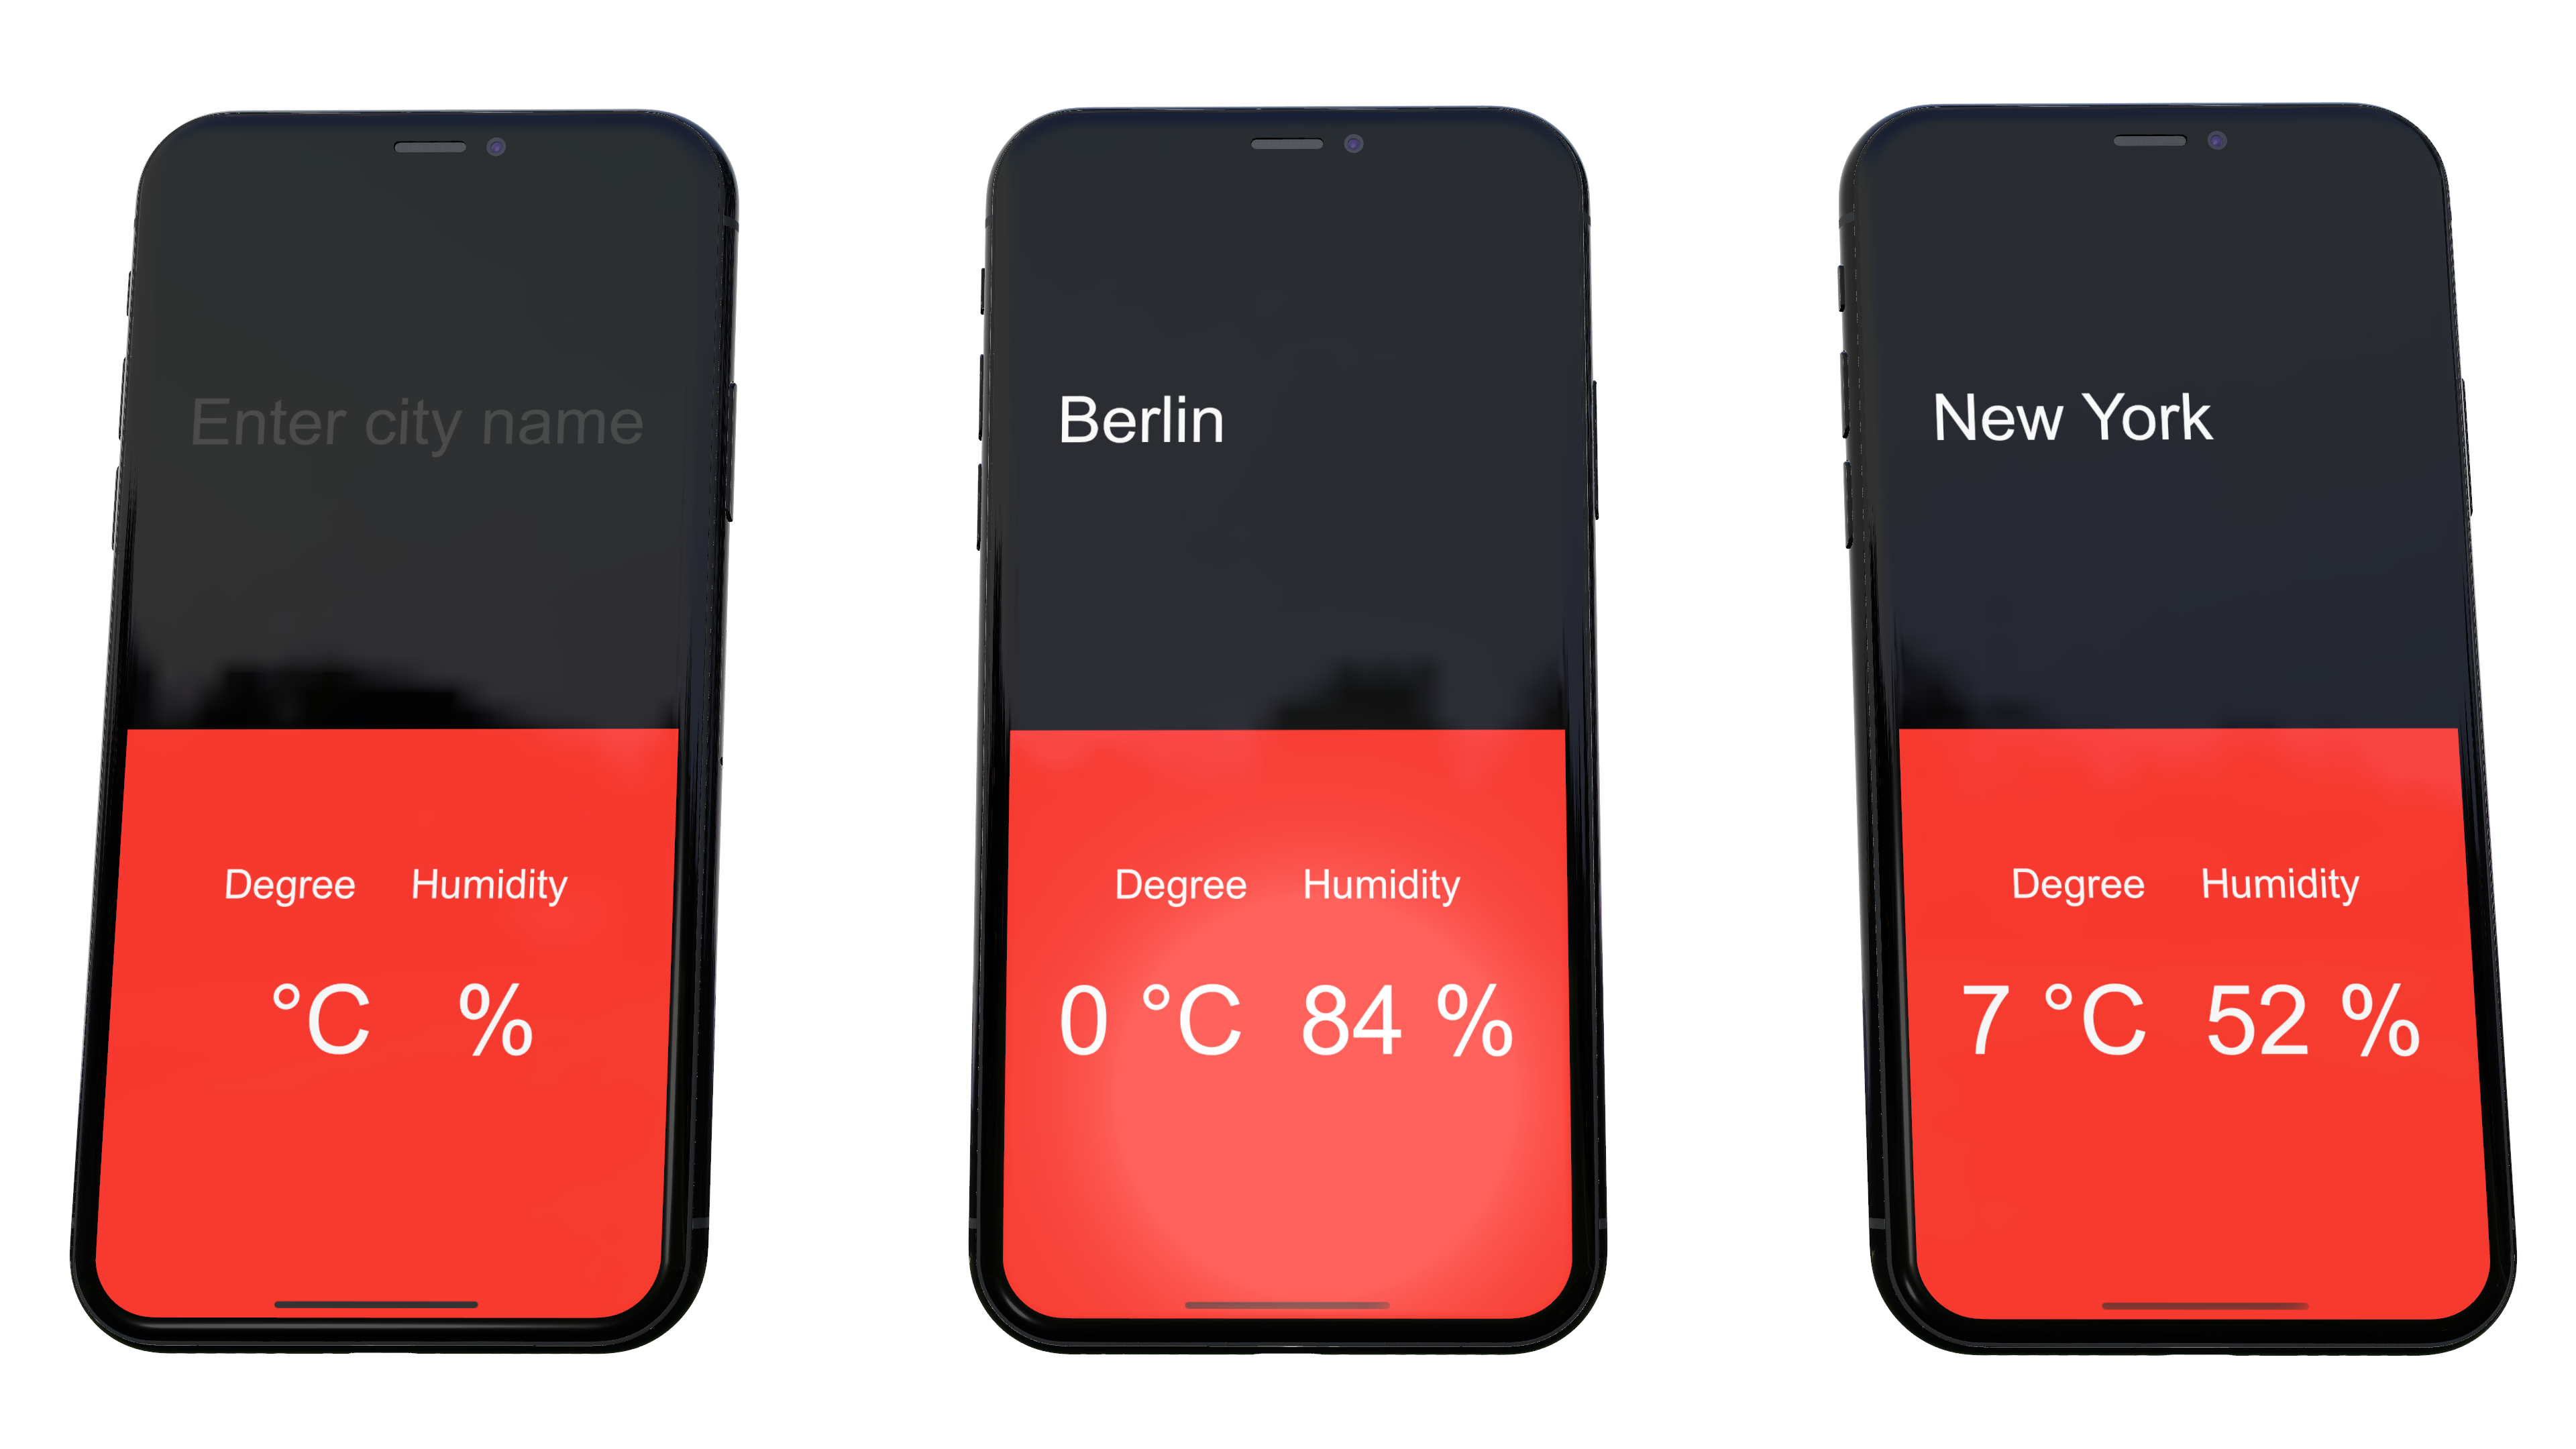 Enter city name
Degree Humidity
°C %
Berlin
Degree Humidity
0 °C 84 %
New York
Degree Humidity
7 °C 52 %